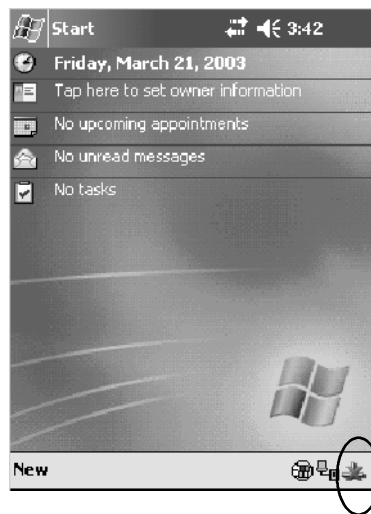 Start 3:42
Friday, March 21, 2003
Tap here to set owner information
No upcoming appointments
No unread messages
No tasks
New